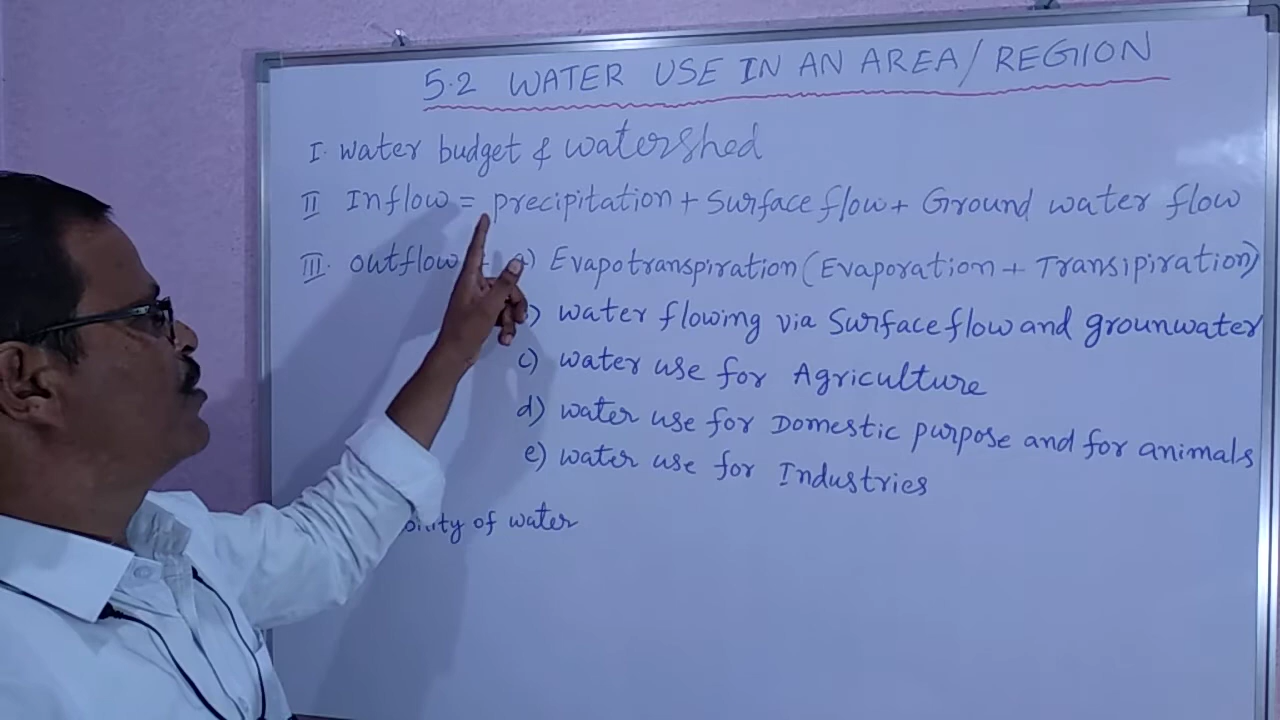 5.2 WATER USE IN AN AREA/REGION
I. water budget & watershed
II Inflow = precipitation + Surface flow + Ground water flow
III. outflow a) Evapotranspiration (Evaporation + Transipiration)
) water flowing via Surface flow and grounwater
c) water use for Agriculture
d) water use for Domestic purpose and for animals
e) water use for Industries
of water